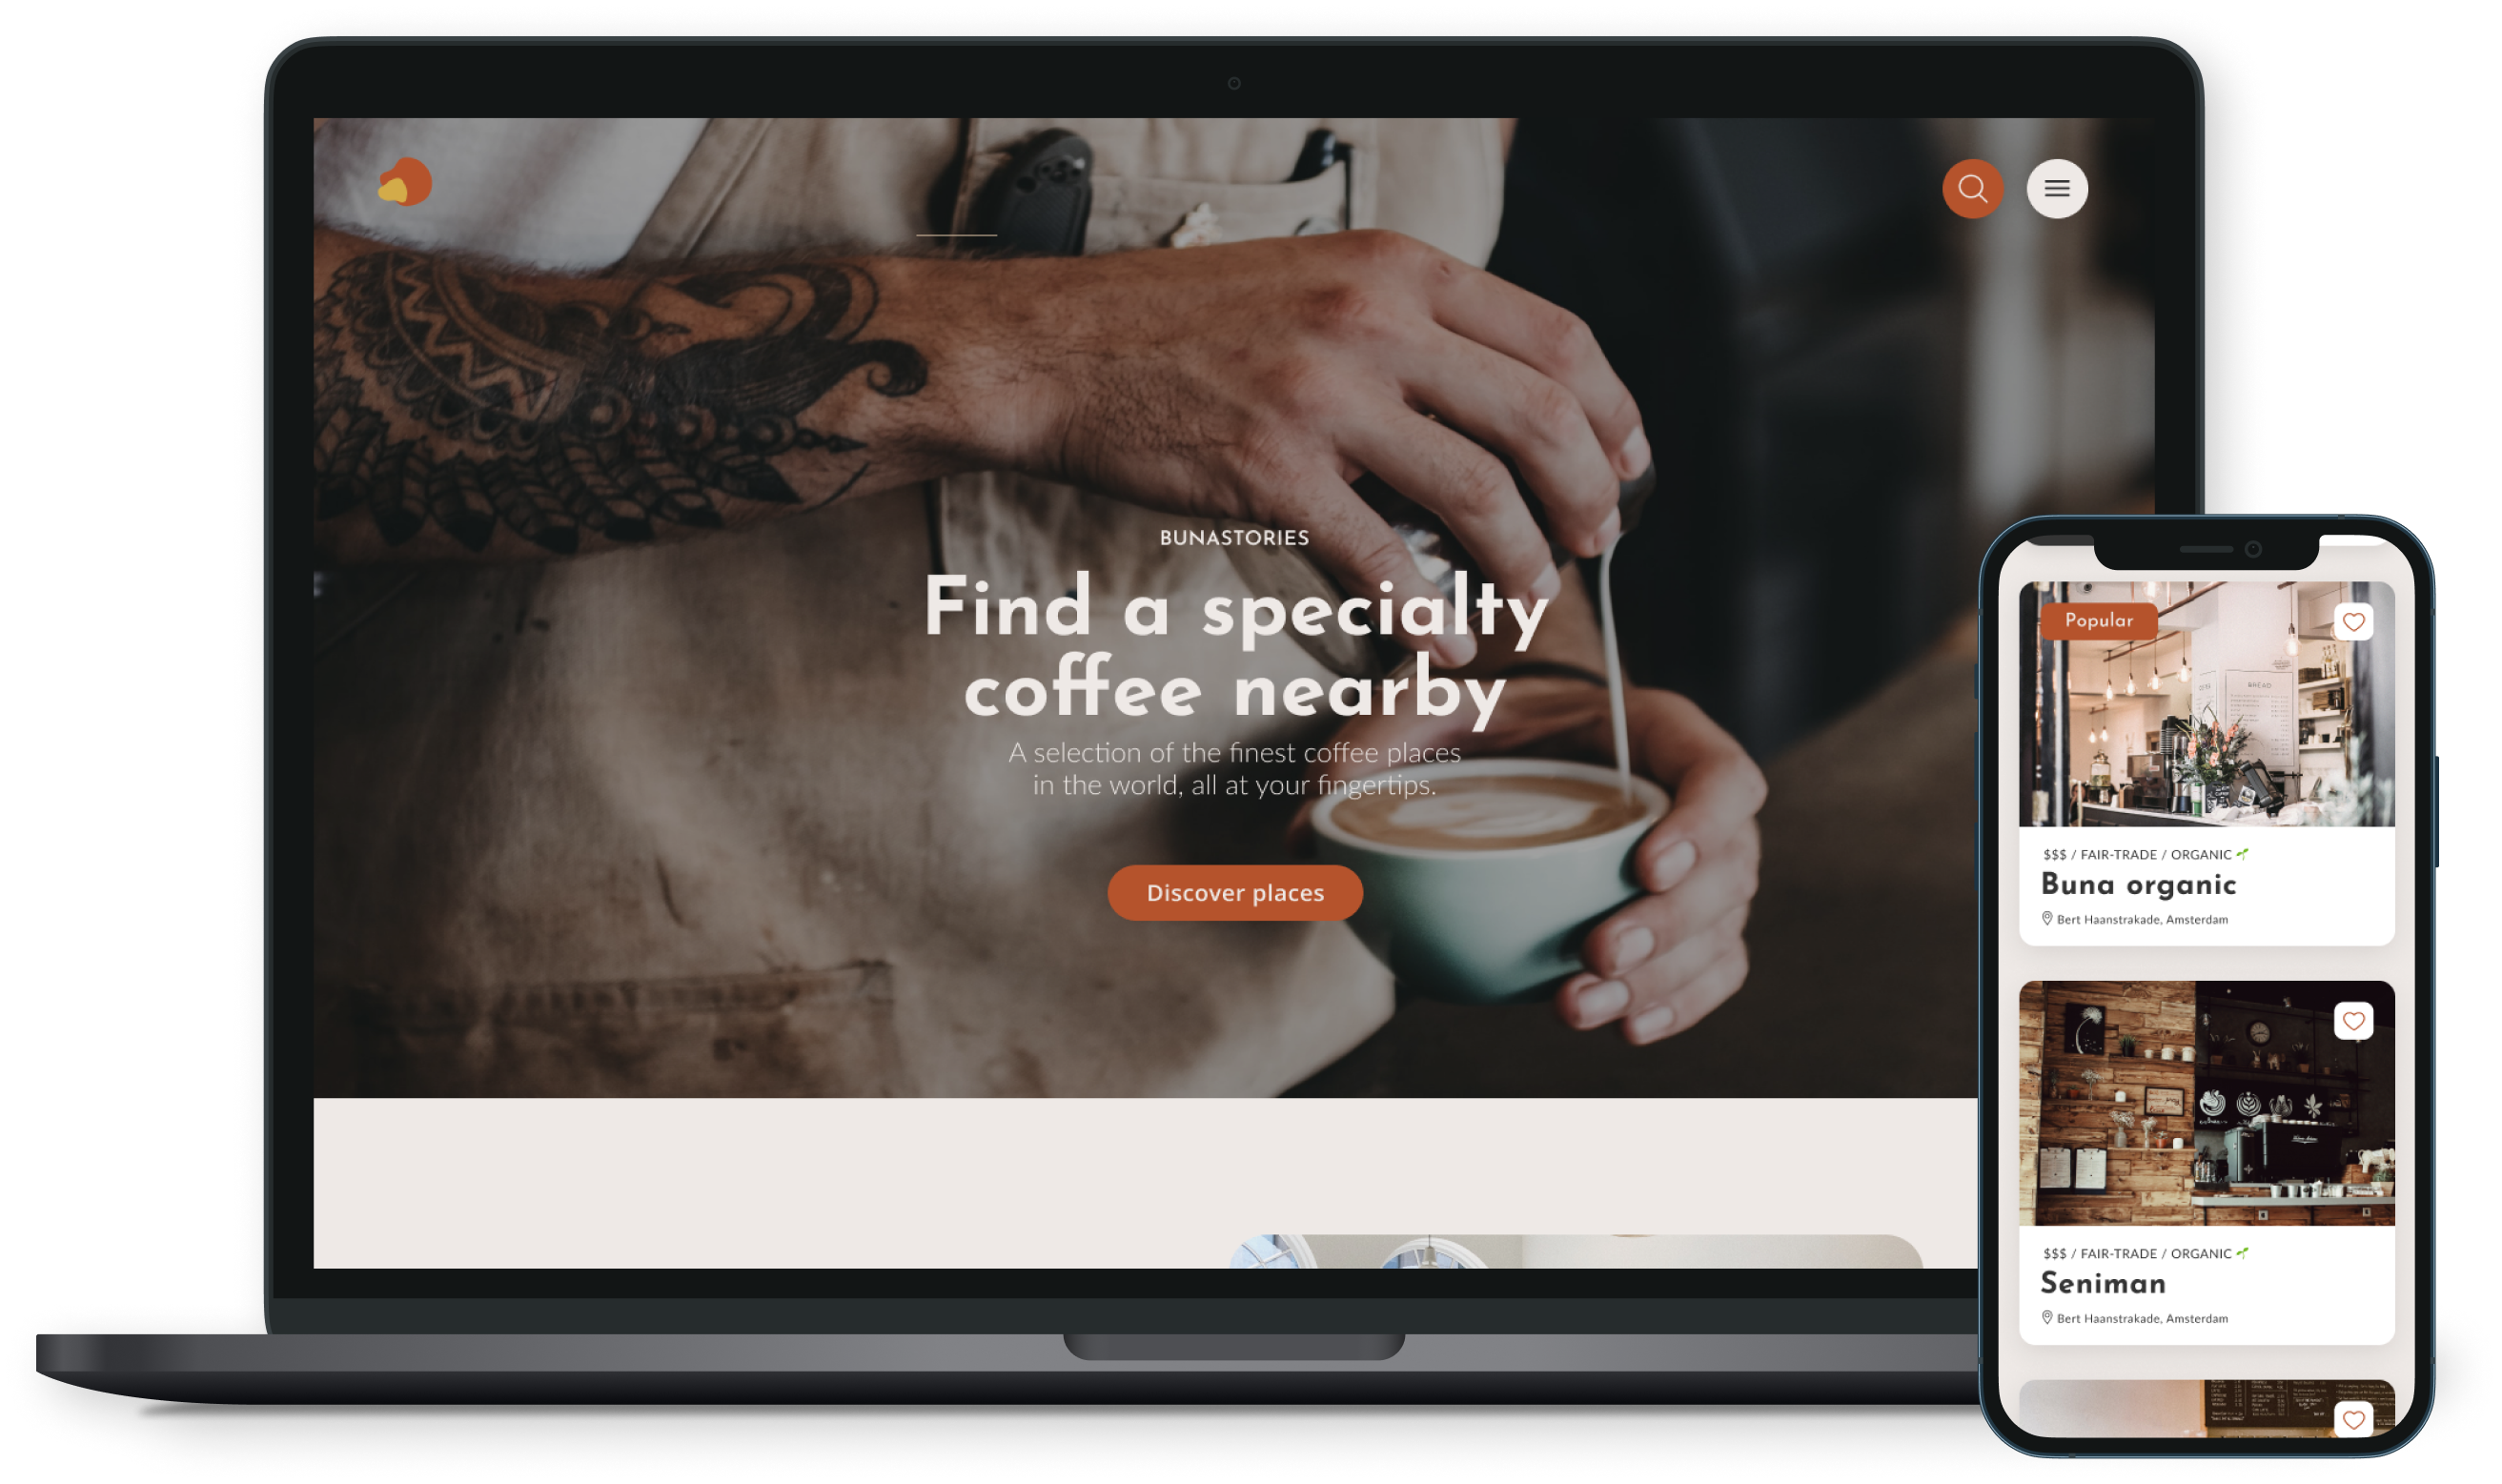 BUNASTORIES
Find a specialty
coffee nearby
A selection of the finest coffee places
in the world, all at your fingertips.
Discover places
Popular
BREAD
$$$ / FAIR-TRADE / ORGANIC
Buna organic
Bert Haanstrakade, Amsterdam
$$$ / FAIR-TRADE / ORGANIC
Seniman
Bert Haanstrakade, Amsterdam